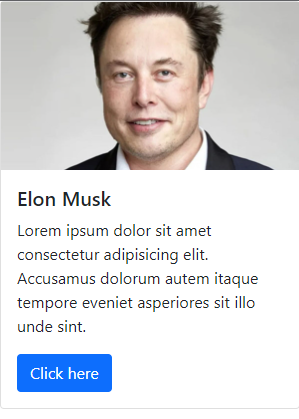 Elon Musk
Lorem ipsum dolor sit amet
consectetur adipisicing elit.
Accusamus dolorum autem itaque
tempore eveniet asperiores sit illo
unde sint.
Click here